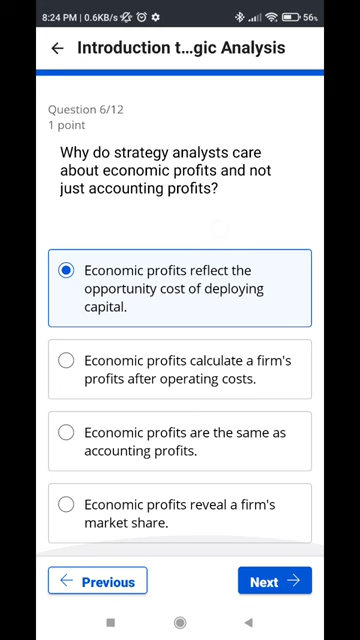 8:24 PM | 0.6KB/s
56%
Introduction t...gic Analysis
Question 6/12
1 point
Why do strategy analysts care
about economic profits and not
just accounting profits?
Economic profits reflect the
opportunity cost of deploying
capital.
Economic profits calculate a firm's
profits after operating costs.
Economic profits are the same as
accounting profits.
Economic profits reveal a firm's
market share.
Previous
Next